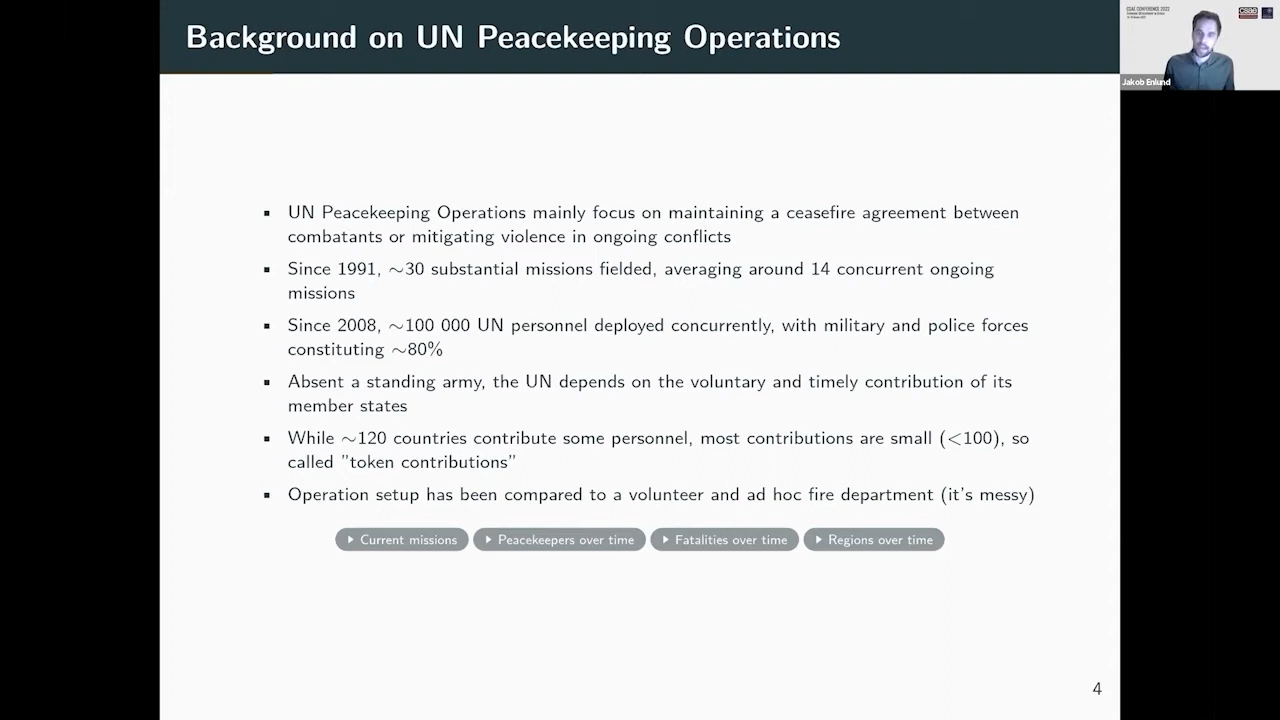 Background on UN Peacekeeping Operations
CSAE CONFERENCE 2022
csae
Jakob Enlund
▪ UN Peacekeeping Operations mainly focus on maintaining a ceasefire agreement between
combatants or mitigating violence in ongoing conflicts
▪ Since 1991, ∼30 substantial missions fielded, averaging around 14 concurrent ongoing
missions
▪ Since 2008, ∼100 000 UN personnel deployed concurrently, with military and police forces
constituting ∼80%
▪ Absent a standing army, the UN depends on the voluntary and timely contribution of its
member states
▪ While ∼120 countries contribute some personnel, most contributions are small (<100), so
called ”token contributions”
▪ Operation setup has been compared to a volunteer and ad hoc fire department (it's messy)
Current missions
Peacekeepers over time
Fatalities over time
Regions over time
4